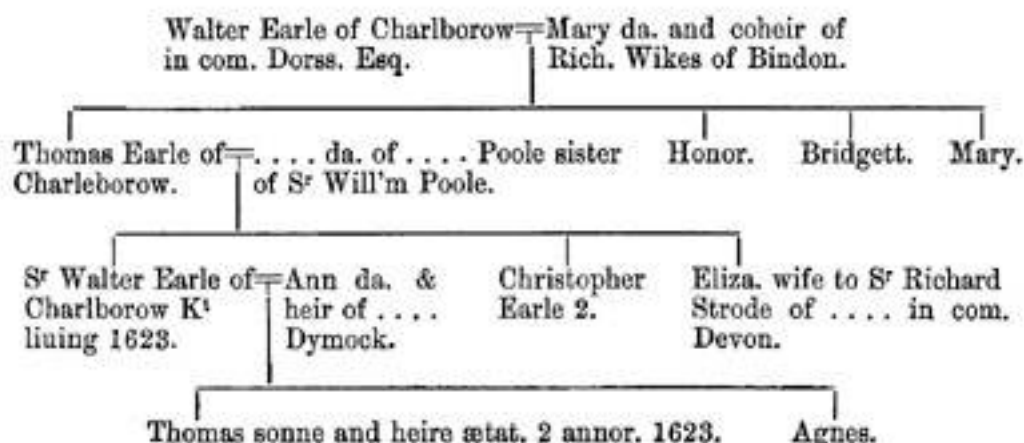 Walter Earle of Charlborow=Mary da. and coheir of
in com. Dorss. Esq. Rich. Wikes of Bindon.
Thomas Earle of=.... da. of .... Poole sister Honor. Bridgett. Mary.
Charleborow. of Sʳ Will'm Poole.
Sʳ Walter Earle of=Ann da. & Christopher Eliza. wife to Sʳ Richard
Charlborow Kᵗ heir of .... Earle 2. Strode of .... in com.
liuing 1623. Dymock. Devon.
Thomas sonne and heire ætat. 2 annor. 1623. Agnes.